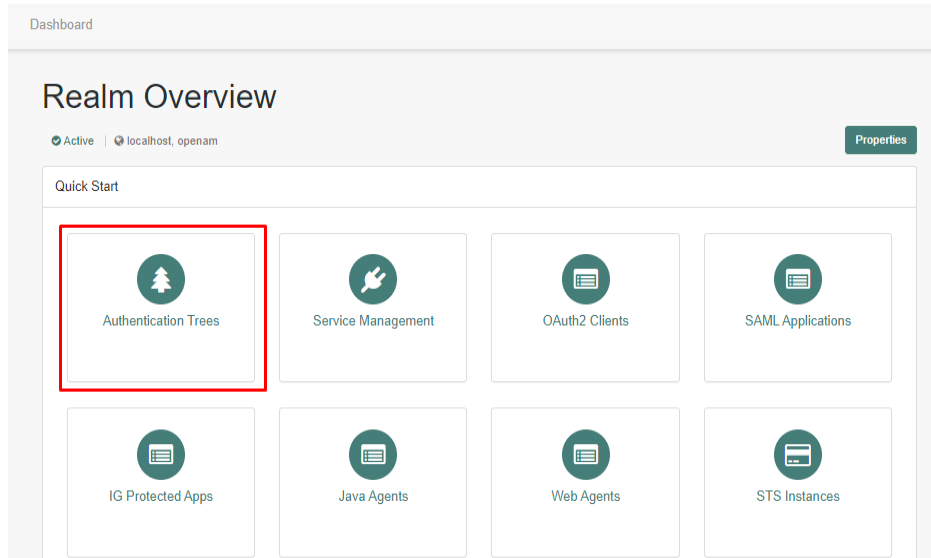 Dashboard
Realm Overview
Active | localhost, openam
Properties
Quick Start
Authentication Trees
Service Management
OAuth2 Clients
SAML Applications
IG Protected Apps
Java Agents
Web Agents
STS Instances